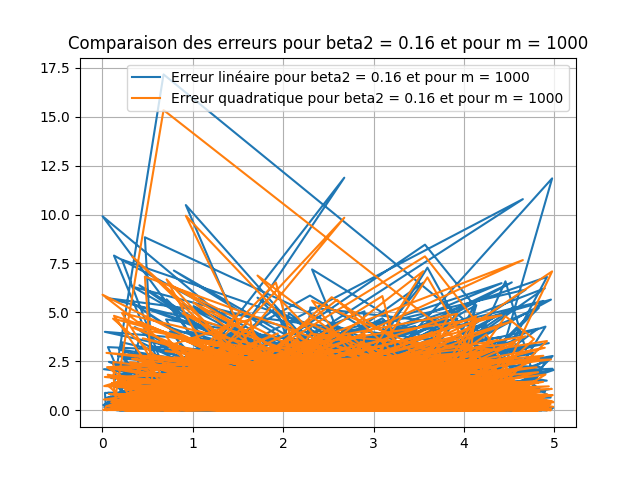 Comparaison des erreurs pour beta2 = 0.16 et pour m = 1000
Erreur linéaire pour beta2 = 0.16 et pour m = 1000
Erreur quadratique pour beta2 = 0.16 et pour m = 1000
17.5
15.0
12.5
10.0
7.5
5.0
2.5
0.0
0 1 2 3 4 5